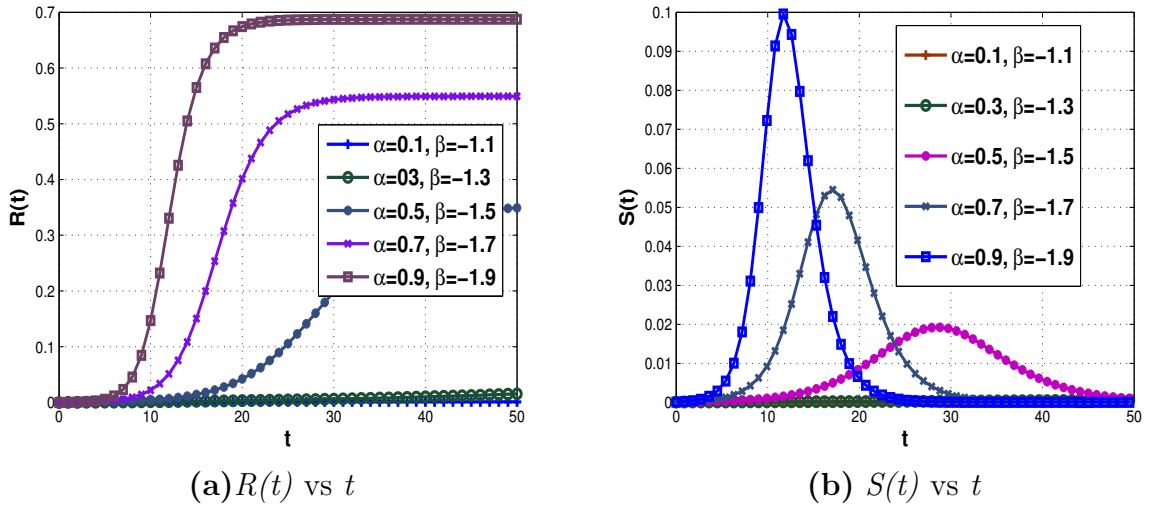 0.7
0.6
0.5
0.4
0.3
0.2
0.1
0
R(t)
0 10 20 30 40 50
t
α=0.1, β=−1.1
α=03, β=−1.3
α=0.5, β=−1.5
α=0.7, β=−1.7
α=0.9, β=−1.9
(a)R(t) vs t
0.1
0.09
0.08
0.07
0.06
0.05
0.04
0.03
0.02
0.01
0
S(t)
0 10 20 30 40 50
t
α=0.1, β=−1.1
α=0.3, β=−1.3
α=0.5, β=−1.5
α=0.7, β=−1.7
α=0.9, β=−1.9
(b) S(t) vs t